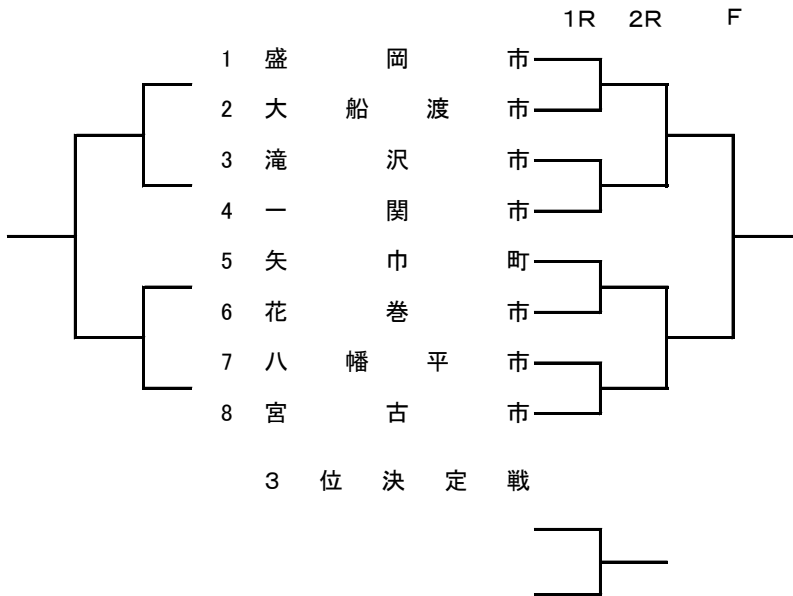 1R 2R F
1 盛岡市
2 大船渡市
3 滝沢市
4 一関市
5 矢巾町
6 花巻市
7 八幡平市
8 宮古市
３位決定戦